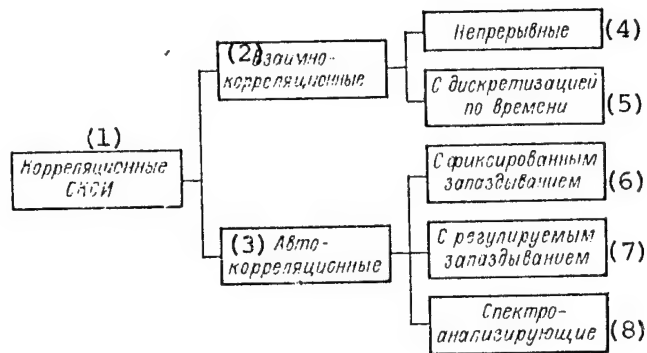 (1)
Корреляционные
СКСИ
(2) Взаимно-
корреляционные
(3) Авто-
корреляционные
Непрерывные (4)
С дискретизацией
по времени (5)
С фиксированным
запаздыванием (6)
С регулируемым
запаздыванием (7)
Спектро-
анализирующие (8)